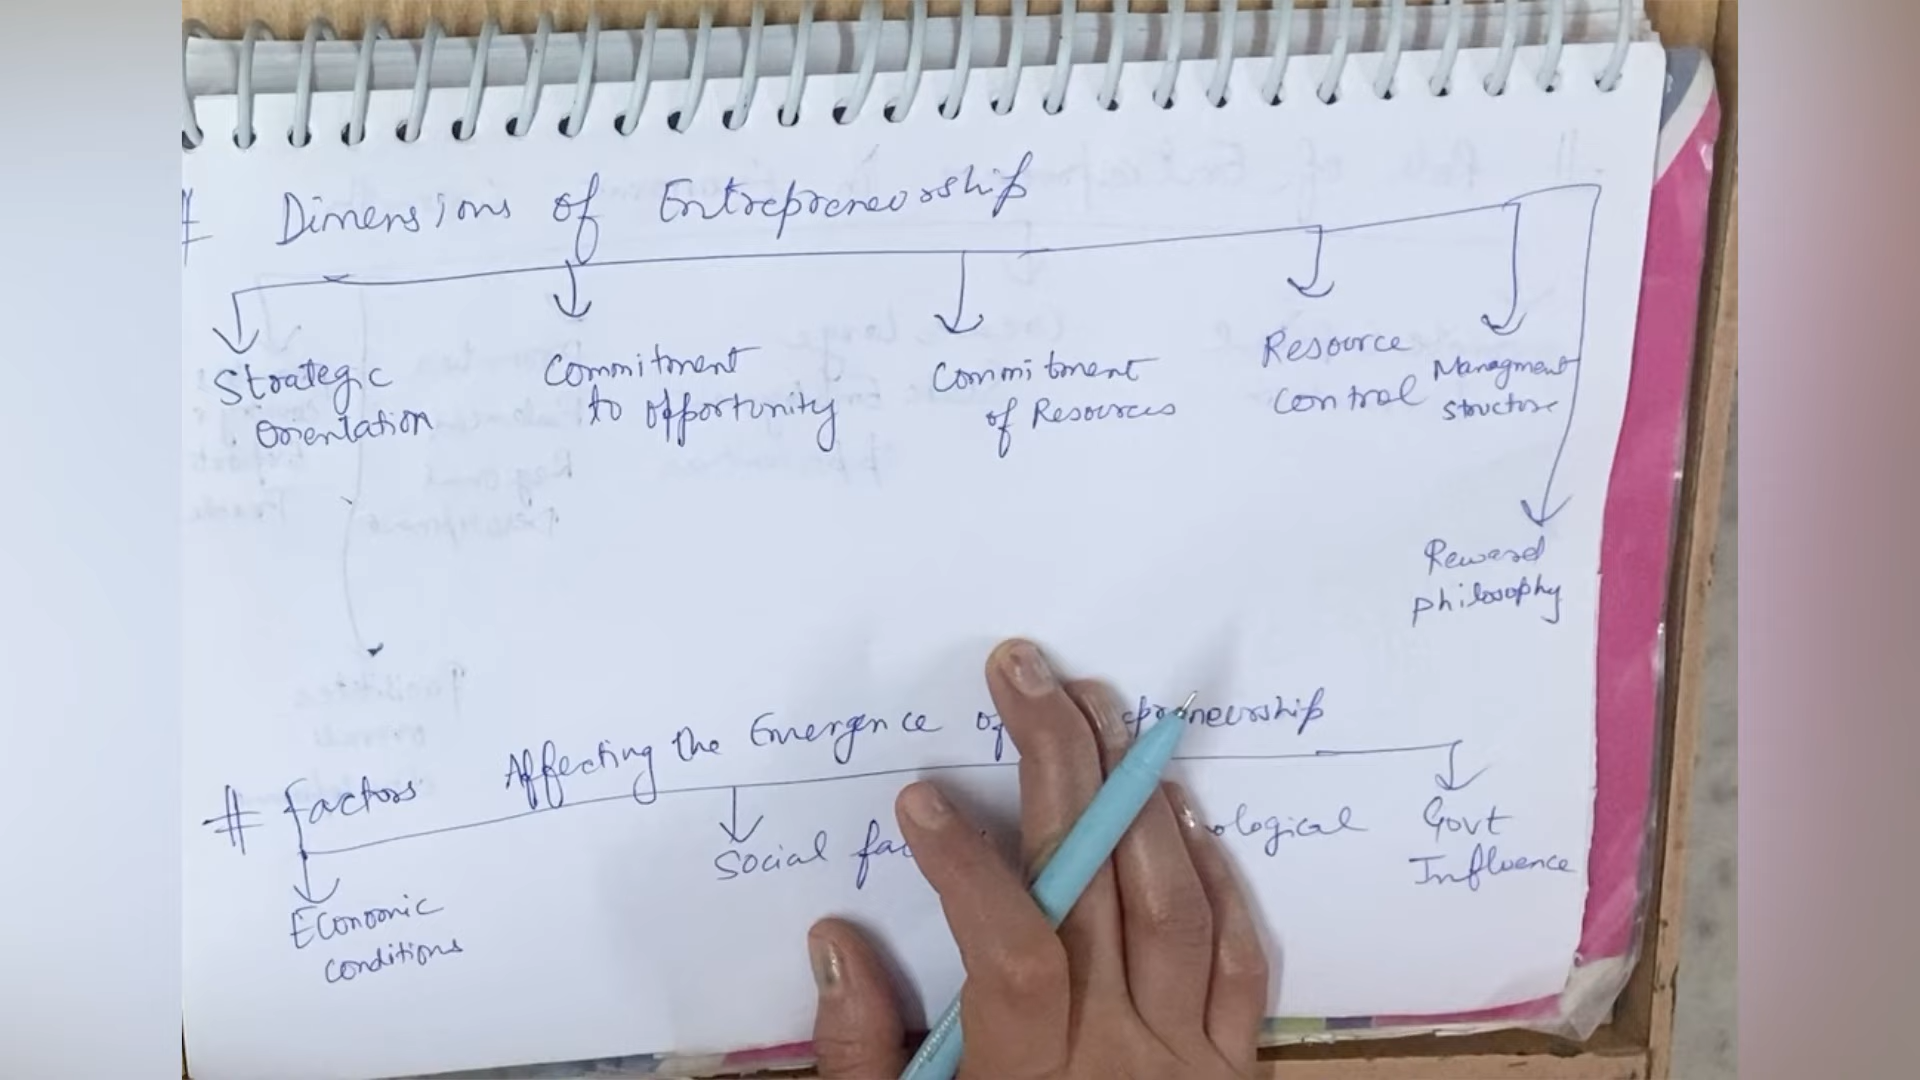 # Dimensions of Entrepreneurship
Strategic
orientation
Commitment
to opportunity
Commitment
of Resources
Resource
control
Managment
structure
Reward
philosophy
# factors Affecting the Emergence of
Economic
conditions
Social
Govt
Influence